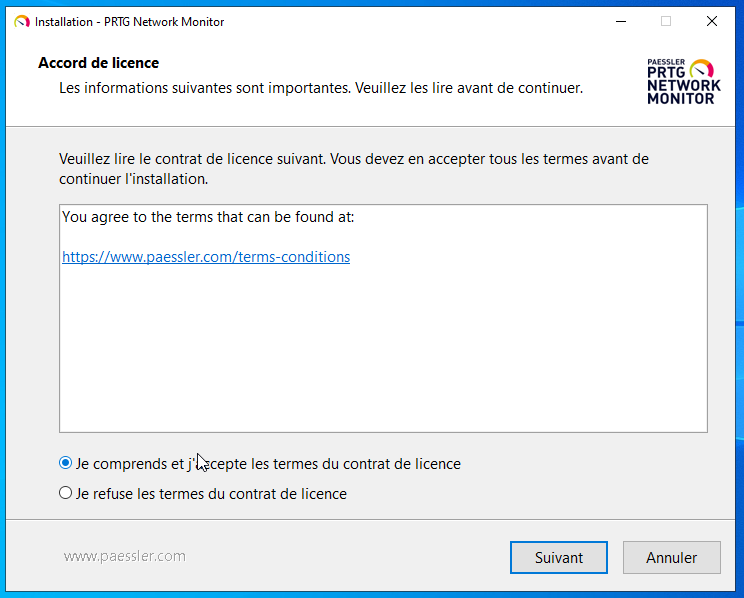 Installation - PRTG Network Monitor
Accord de licence
Les informations suivantes sont importantes. Veuillez les lire avant de continuer.
PAESSLER
PRTG
NETWORK
MONITOR
Veuillez lire le contrat de licence suivant. Vous devez en accepter tous les termes avant de
continuer l'installation.
You agree to the terms that can be found at:
https://www.paessler.com/terms-conditions
Je comprends et j'accepte les termes du contrat de licence
Je refuse les termes du contrat de licence
www.paessler.com
Suivant
Annuler